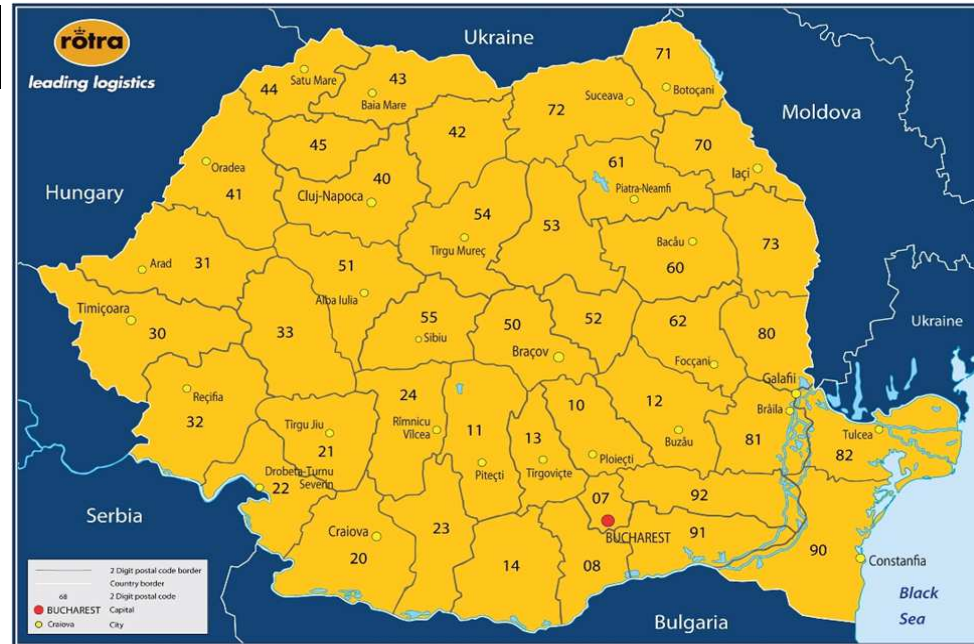 rotra
leading logistics
Ukraine
71
Botoçani
Satu Mare
43
44
Baia Mare
72
Suceava
Moldova
42
45
70
61
Iaçi
Oradea
40
Piatra-Neamfi
Hungary
41
Cluj-Napoca
54
53
Tîrgu Mureç
Bacåu
73
Arad
31
51
60
Alba Iulia
Timiçoara
30
33
55
Sibiu
50
52
62
80
Ukraine
Braçov
Focçani
Reçifia
32
24
Galafii
10
12
Bråila
Tirgu Jiu
21
Rîmnicu
Vîlcea
11
13
Buzåu
81
Tulcea
82
Ploieçti
Piteçti
Tîrgoviçte
Drobeta-Turnu
Severin
22
07
92
Serbia
Craiova
20
23
BUCHAREST
91
14
08
90
Constanfia
Black
Sea
Bulgaria
2 Digit postal code border
Country border
68 2 Digit postal code
BUCHAREST Capital
Craiova City